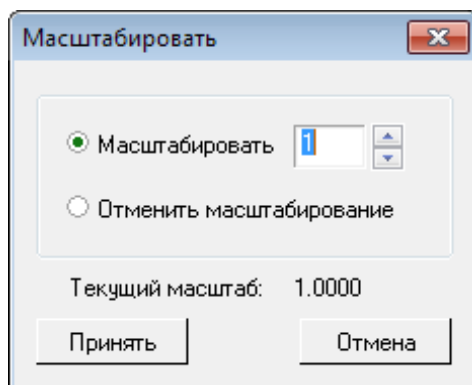 Масштабировать
Масштабировать 1
Отменить масштабирование
Текущий масштаб: 1.0000
Принять Отмена